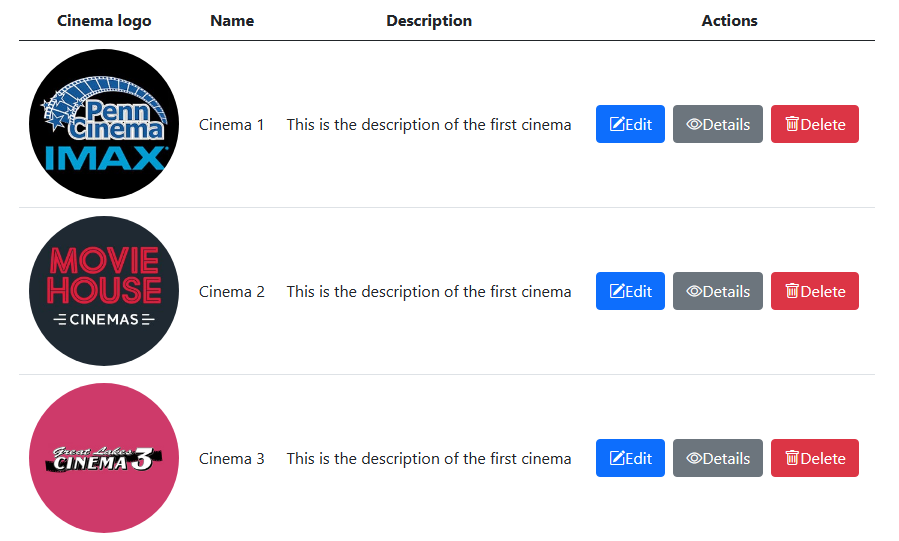 Cinema logo Name Description Actions
Penn
Cinema
IMAX
Cinema 1 This is the description of the first cinema Edit Details Delete
MOVIE
HOUSE
CINEMAS
Cinema 2 This is the description of the first cinema Edit Details Delete
Great Lakes
CINEMA 3
Cinema 3 This is the description of the first cinema Edit Details Delete